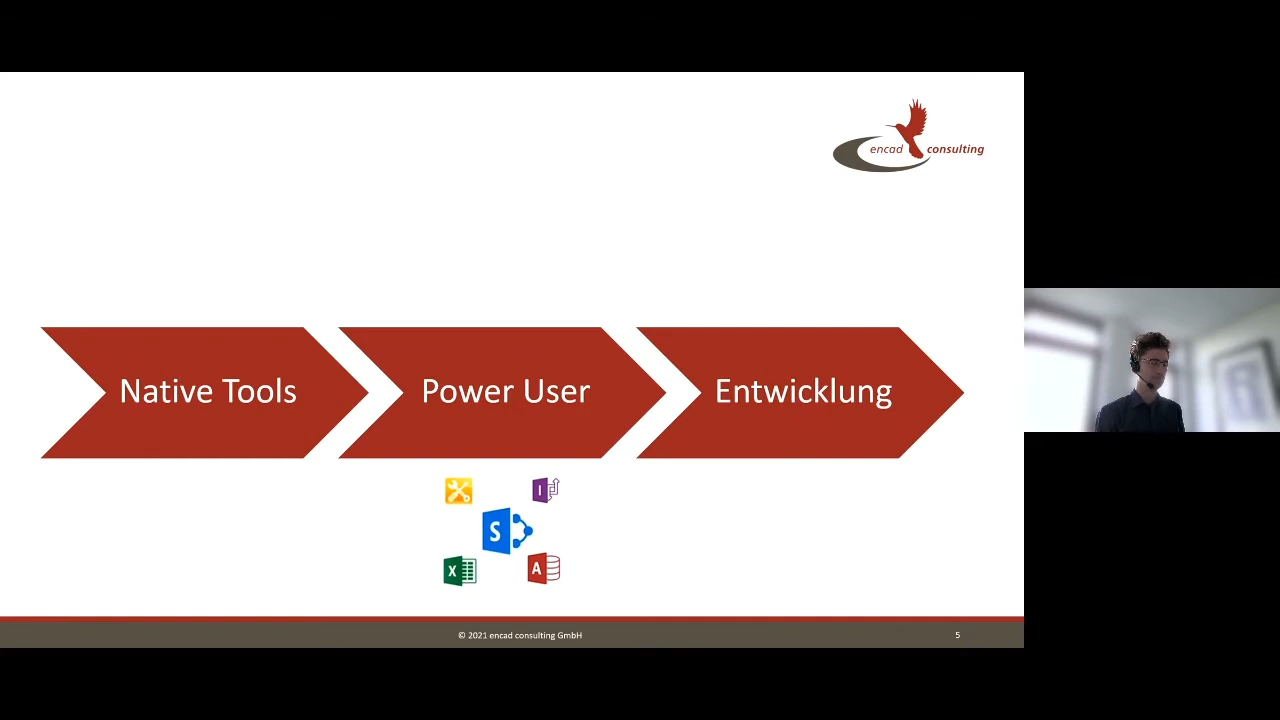 encad consulting
Native Tools
Power User
Entwicklung
I
S
X
A
© 2021 encad consulting GmbH
5